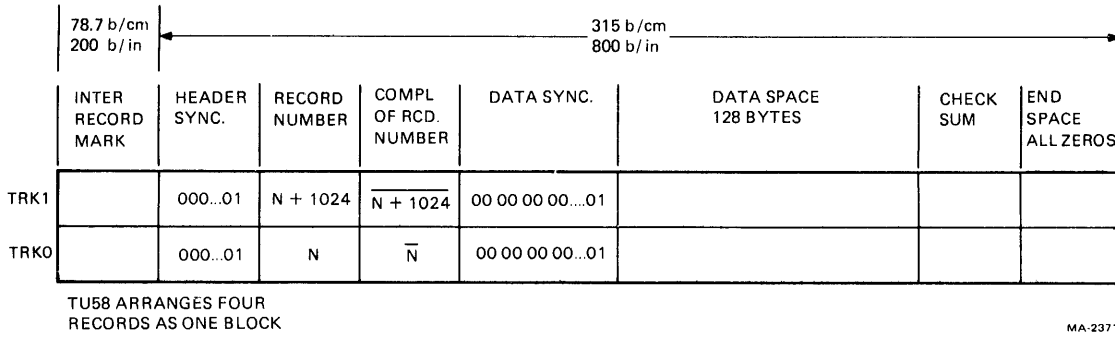 78.7 b/cm
200 b/in
315 b/cm
800 b/in
INTER
RECORD
MARK
HEADER
SYNC.
RECORD
NUMBER
COMPL
OF RCD.
NUMBER
DATA SYNC.
DATA SPACE
128 BYTES
CHECK
SUM
END
SPACE
ALL ZEROS
TRK1
000...01
N + 1024
N + 1024
00 00 00 00....01
TRK0
000...01
N
N
00 00 00 00...01
TU58 ARRANGES FOUR
RECORDS AS ONE BLOCK
MA-2371